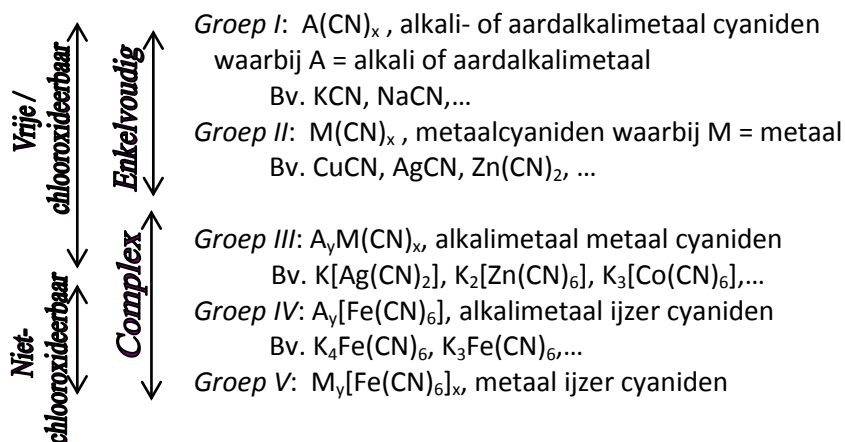 Groep I: A(CN)ₓ , alkali- of aardalkalimetaal cyaniden
waarbij A = alkali of aardalkalimetaal
Bv. KCN, NaCN,...
Groep II: M(CN)ₓ , metaalcyaniden waarbij M = metaal
Bv. CuCN, AgCN, Zn(CN)₂, ...
Groep III: AᵧM(CN)ₓ, alkalimetaal metaal cyaniden
Bv. K[Ag(CN)₂], K₂[Zn(CN)₆], K₃[Co(CN)₆],...
Groep IV: Aᵧ[Fe(CN)₆], alkalimetaal ijzer cyaniden
Bv. K₄Fe(CN)₆, K₃Fe(CN)₆,...
Groep V: Mᵧ[Fe(CN)₆]ₓ, metaal ijzer cyaniden
Vrije /
chlooroxideerbaar
Niet-
chlooroxideerbaar
Enkelvoudig
Complex